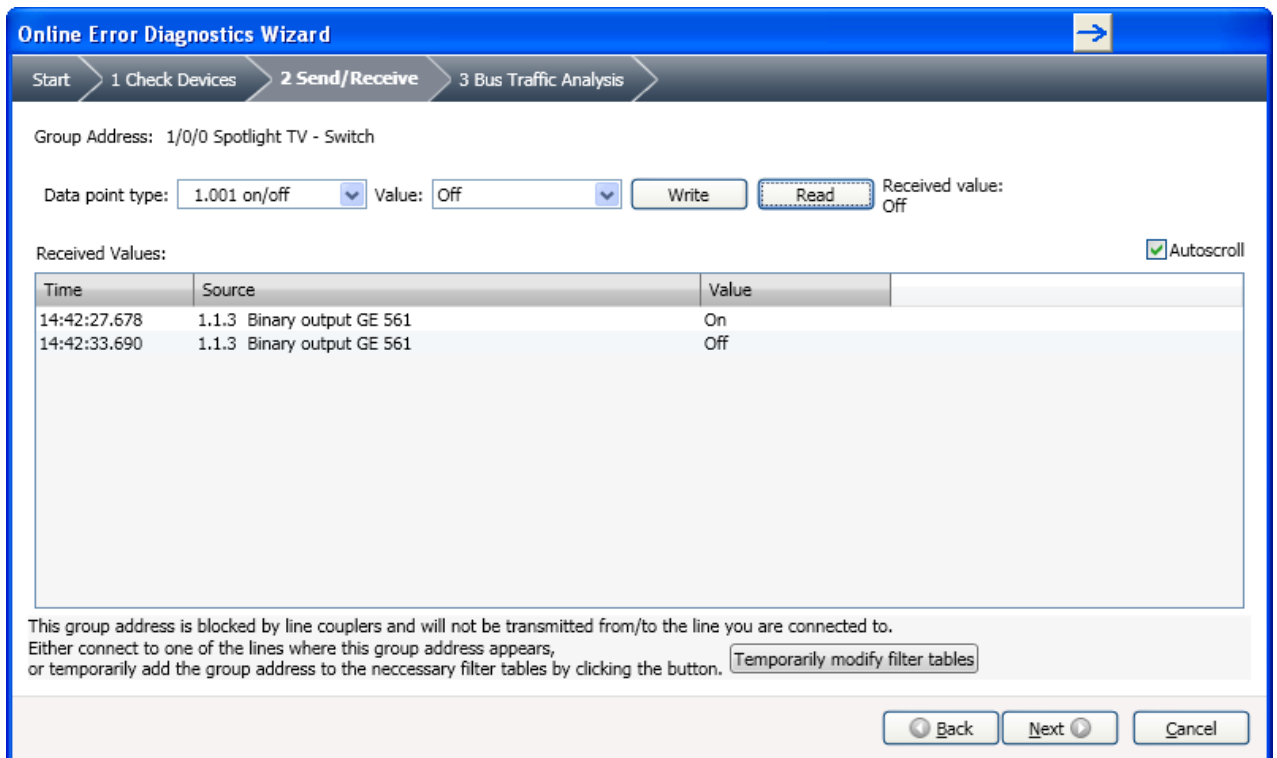 Online Error Diagnostics Wizard
Start 1 Check Devices 2 Send/Receive 3 Bus Traffic Analysis
Group Address: 1/0/0 Spotlight TV - Switch
Data point type: 1.001 on/off Value: Off Write Read Received value:
Off
Received Values: Autoscroll
Time Source Value
14:42:27.678 1.1.3 Binary output GE 561 On
14:42:33.690 1.1.3 Binary output GE 561 Off
This group address is blocked by line couplers and will not be transmitted from/to the line you are connected to.
Either connect to one of the lines where this group address appears,
or temporarily add the group address to the neccessary filter tables by clicking the button. Temporarily modify filter tables
Back Next Cancel